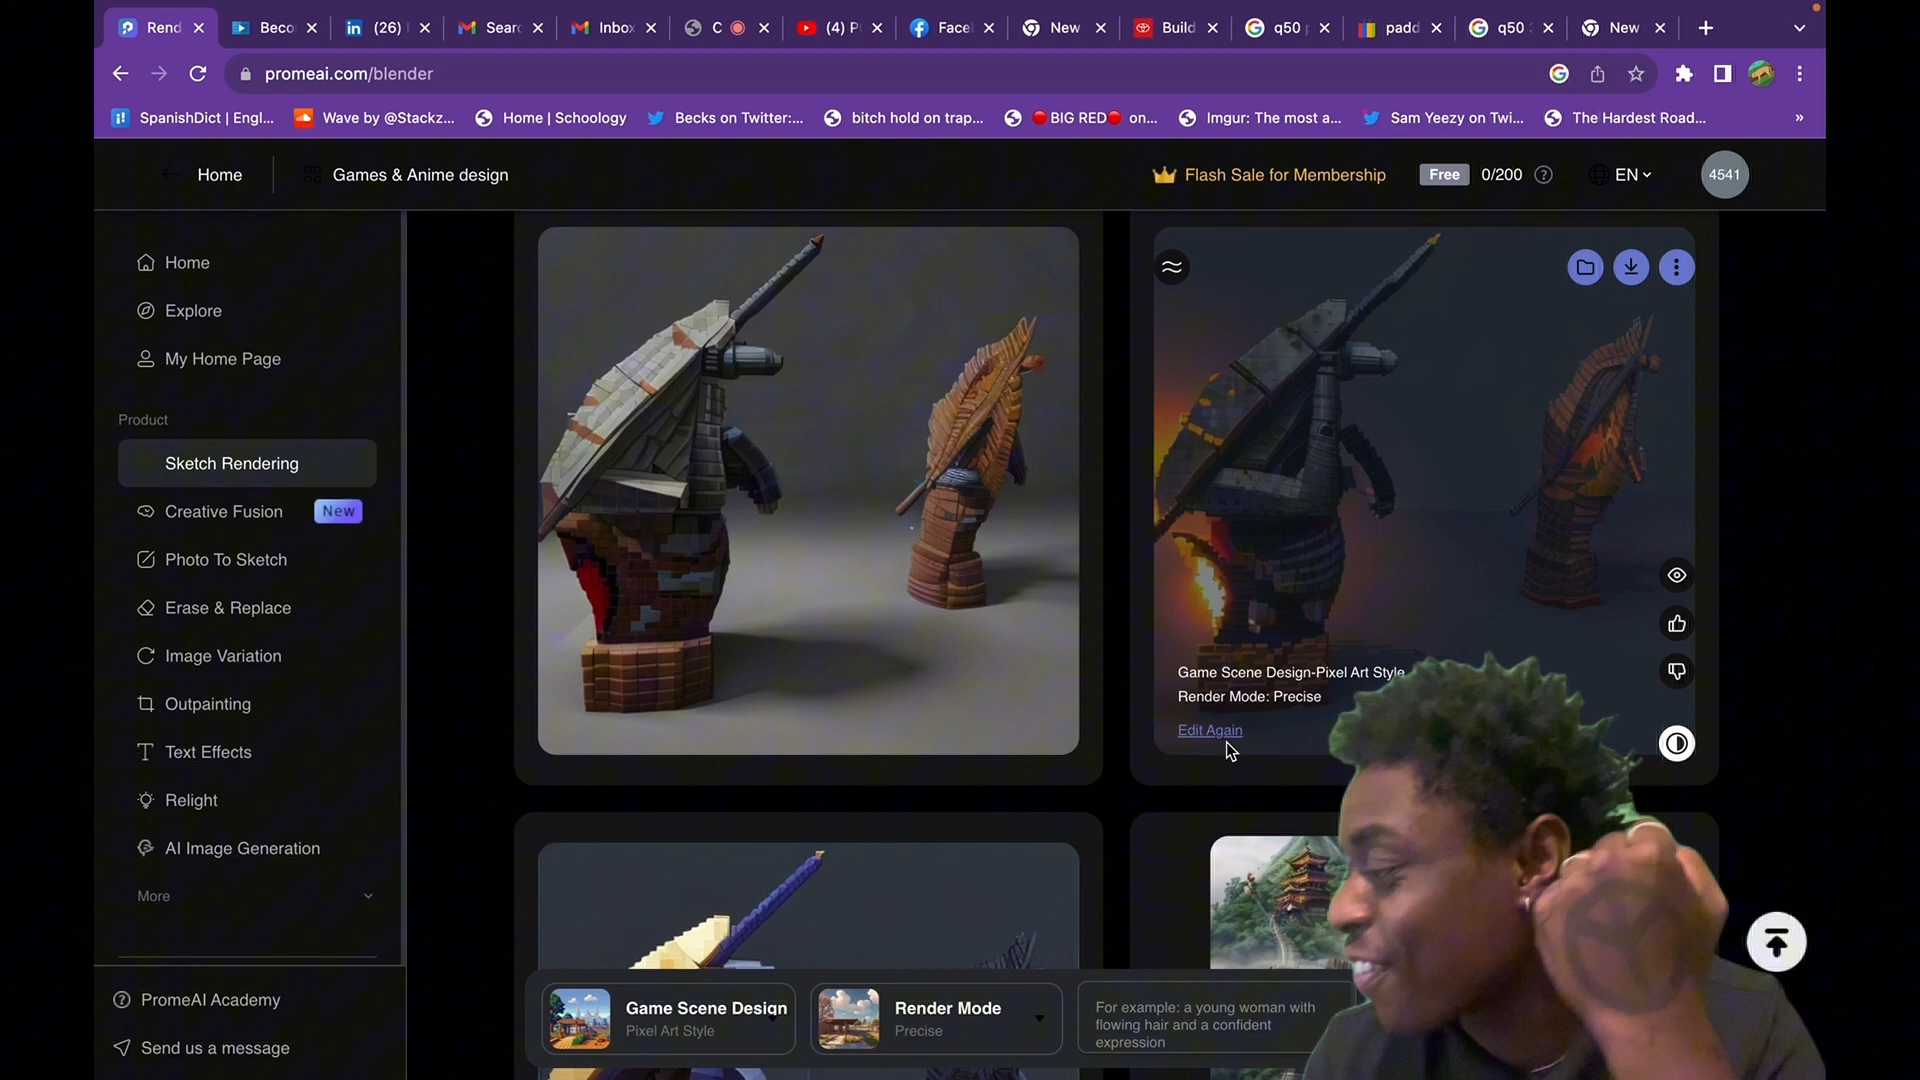 Rend
Beco
(26)
Searc
Inbox
C
(4) P
Facel
New
Build
q50
padd
q50
New
promeai.com/blender
SpanishDict | Engl...
Wave by @Stackz...
Home | Schoology
Becks on Twitter:...
bitch hold on trap...
🔴BIG RED🔴 on...
Imgur: The most a...
Sam Yeezy on Twi...
The Hardest Road...
»
Home
Games & Anime design
Flash Sale for Membership
Free
0/200
EN
4541
Home
Explore
My Home Page
Product
Sketch Rendering
Creative Fusion
New
Photo To Sketch
Erase & Replace
Image Variation
Outpainting
Text Effects
Relight
AI Image Generation
More
PromeAI Academy
Send us a message
Game Scene Design-Pixel Art Style
Render Mode: Precise
Edit Again
Game Scene Design
Pixel Art Style
Render Mode
Precise
For example: a young woman with
flowing hair and a confident
expression